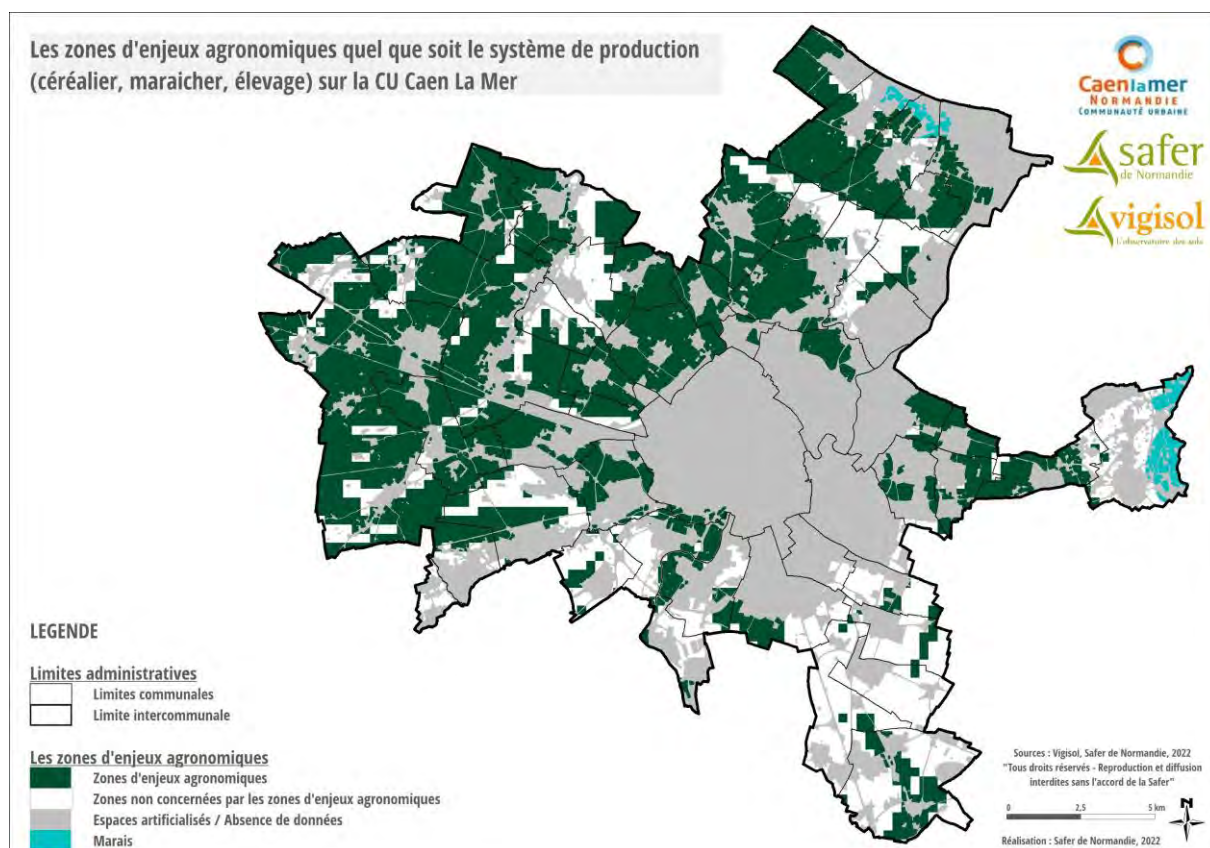 Les zones d'enjeux agronomiques quel que soit le système de production
(céréalier, maraicher, élevage) sur la CU Caen La Mer
Caenlamer
NORMANDIE
COMMUNAUTÉ URBAINE
safer
de Normandie
vigisol
L'observatoire des sols
LEGENDE
Limites administratives
Limites communales
Limite intercommunale
Les zones d'enjeux agronomiques
Zones d'enjeux agronomiques
Zones non concernées par les zones d'enjeux agronomiques
Espaces artificialisés / Absence de données
Marais
Sources : Vigisol, Safer de Normandie, 2022
"Tous droits réservés - Reproduction et diffusion
interdites sans l'accord de la Safer"
0 2,5 5 km
N
Réalisation : Safer de Normandie, 2022